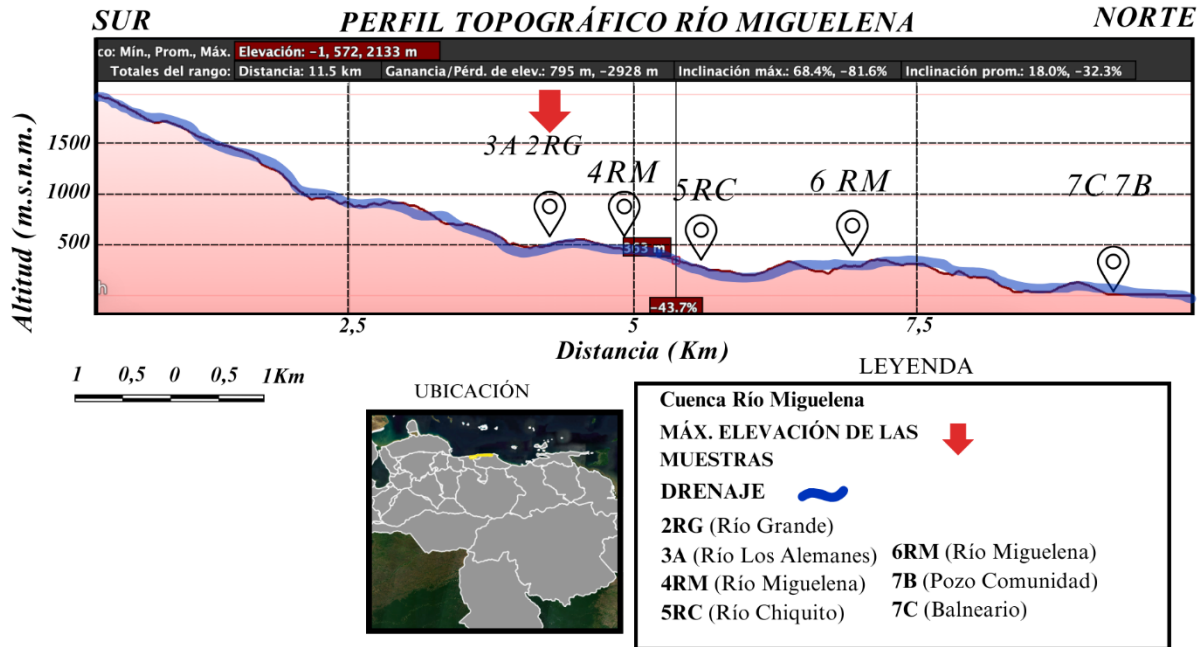 SUR PERFIL TOPOGRÁFICO RÍO MIGUELENA NORTE
co: Mín., Prom., Máx. Elevación: -1, 572, 2133 m
Totales del rango: Distancia: 11.5 km Ganancia/Pérd. de elev.: 795 m, -2928 m Inclinación máx.: 68.4%, -81.6% Inclinación prom.: 18.0%, -32.3%
Altitud (m.s.n.m.)
1500
1000
500
3A 2RG
4RM
5RC
6 RM
7C 7B
353 m
h
-43.7%
2,5 5 7,5
Distancia (Km)
1 0,5 0 0,5 1Km
UBICACIÓN
LEYENDA
Cuenca Río Miguelena
MÁX. ELEVACIÓN DE LAS
MUESTRAS
DRENAJE
2RG (Río Grande)
3A (Río Los Alemanes)
4RM (Río Miguelena)
5RC (Río Chiquito)
6RM (Río Miguelena)
7B (Pozo Comunidad)
7C (Balneario)